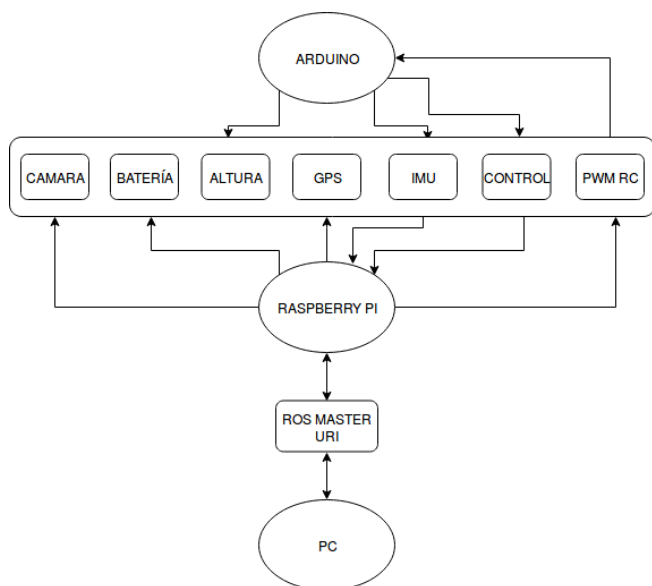 ARDUINO
CAMARA
BATERÍA
ALTURA
GPS
IMU
CONTROL
PWM RC
RASPBERRY PI
ROS MASTER
URI
PC